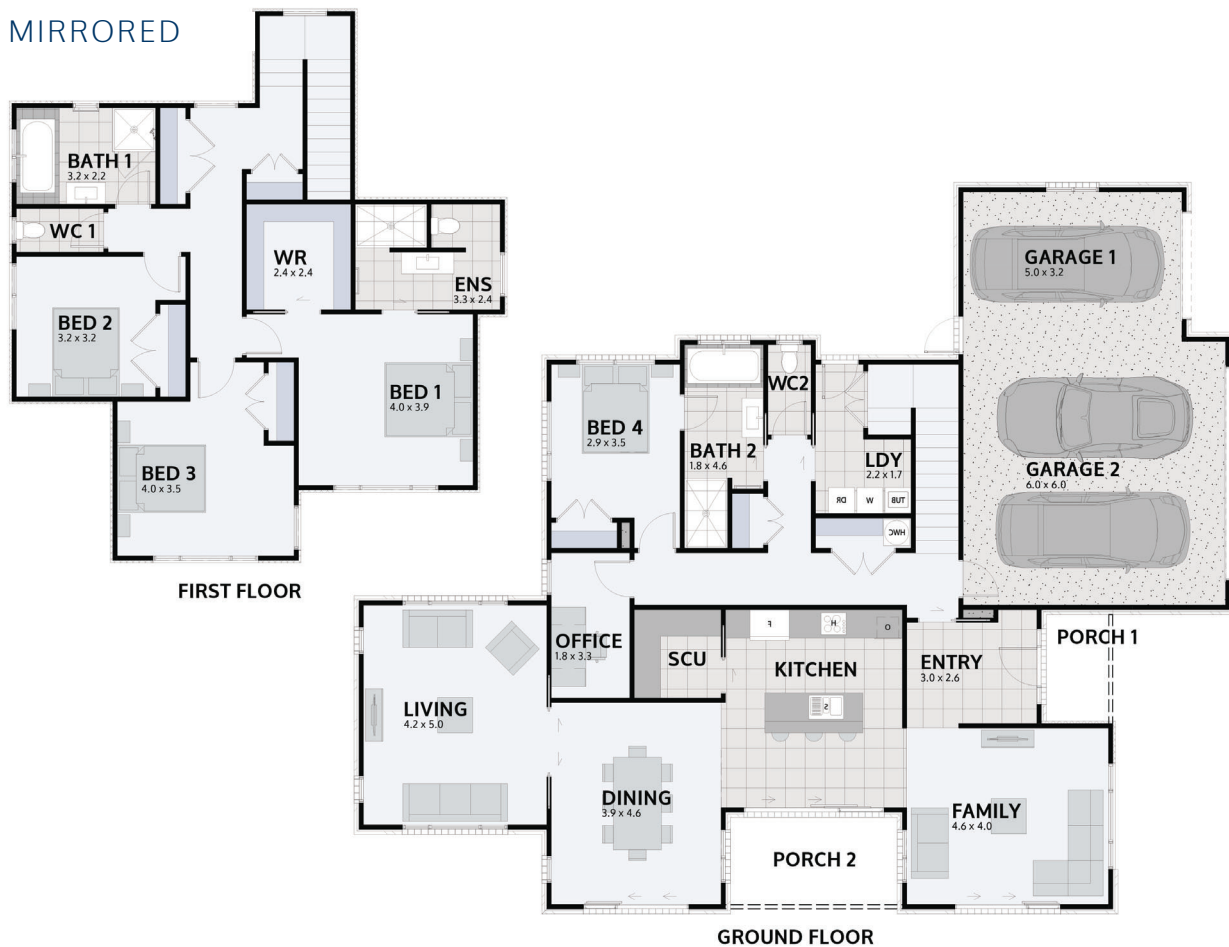 MIRRORED
BATH 1
3.2 x 2.2
WC 1
WR
2.4 x 2.4
ENS
3.3 x 2.4
BED 2
3.2 x 3.2
BED 1
4.0 x 3.9
BED 3
4.0 x 3.5
FIRST FLOOR
GARAGE 1
5.0 x 3.2
WC2
BED 4
2.9 x 3.5
BATH 2
1.8 x 4.6
LDY
2.2 x 1.7
GARAGE 2
6.0 x 6.0
DR
W
TUB
HWC
OFFICE
1.8 x 3.3
SCU
F
H
O
KITCHEN
ENTRY
3.0 x 2.6
PORCH 1
LIVING
4.2 x 5.0
S
DINING
3.9 x 4.6
FAMILY
4.6 x 4.0
PORCH 2
GROUND FLOOR